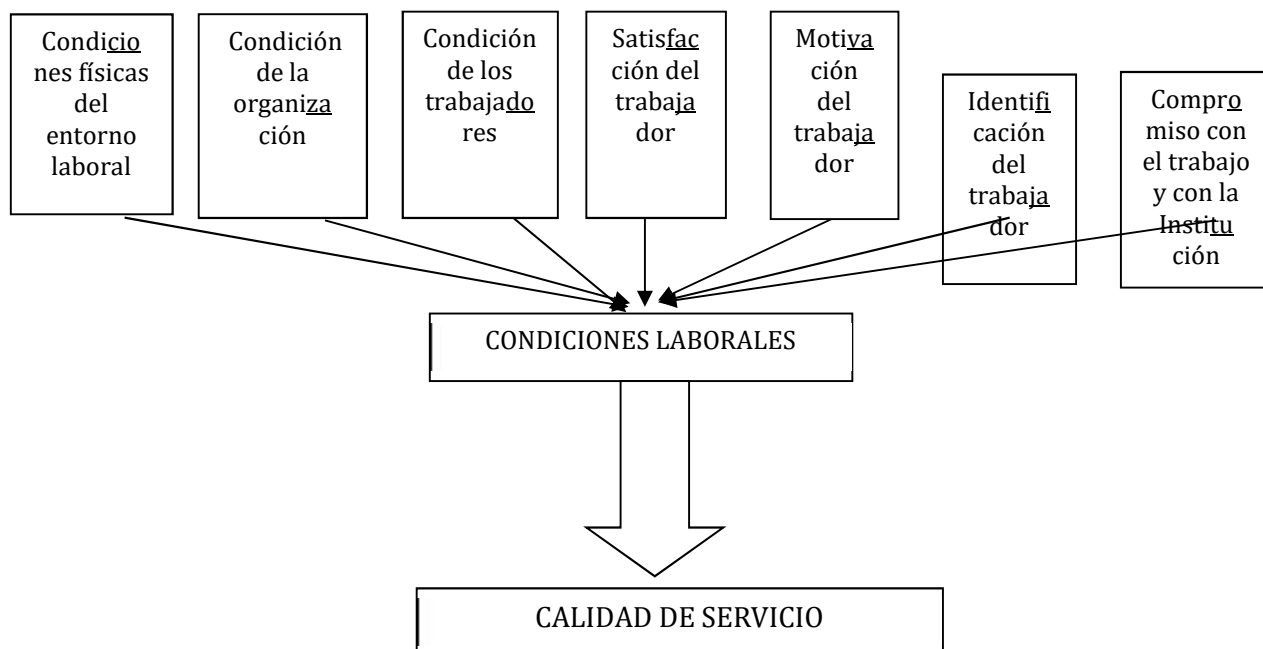 Condicio
nes físicas
del
entorno
laboral
Condición
de la
organiza
ción
Condición
de los
trabajado
res
Satisfac
ción del
trabaja
dor
Motiva
ción
del
trabaja
dor
Identifi
cación
del
trabaja
dor
Compro
miso con
el trabajo
y con la
Institu
ción
CONDICIONES LABORALES
CALIDAD DE SERVICIO